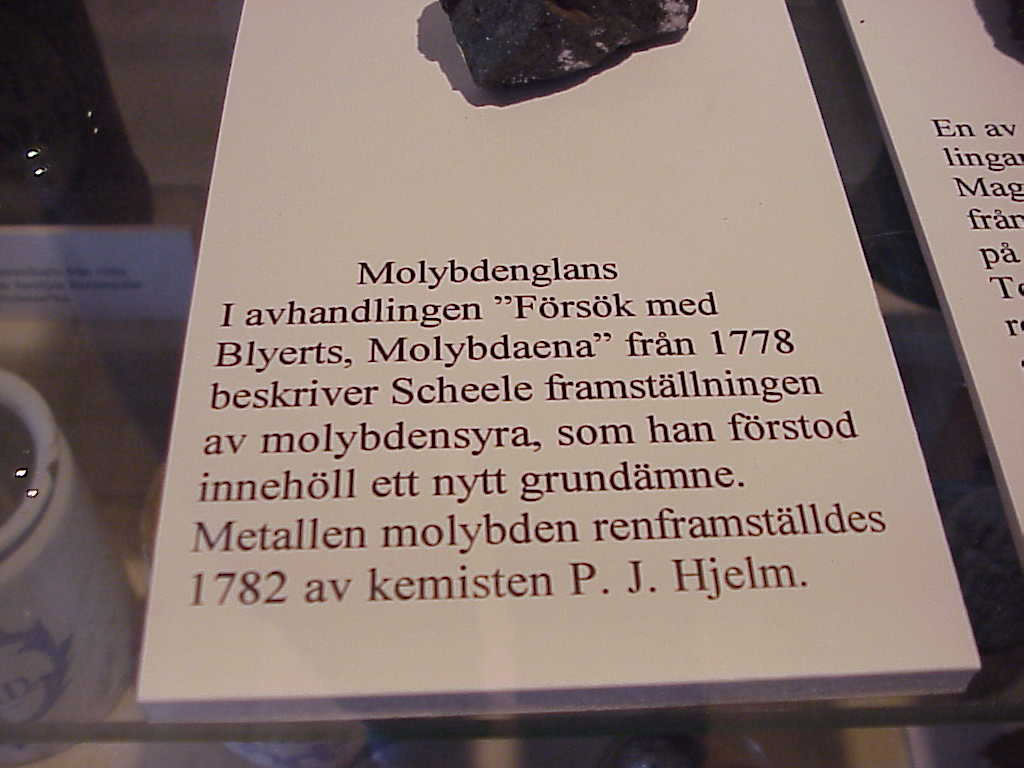 Molybdenglans
I avhandlingen ”Försök med
Blyerts, Molybdaena” från 1778
beskriver Scheele framställningen
av molybdensyra, som han förstod
innehöll ett nytt grundämne.
Metallen molybden renframställdes
1782 av kemisten P. J. Hjelm.
En av
från
på